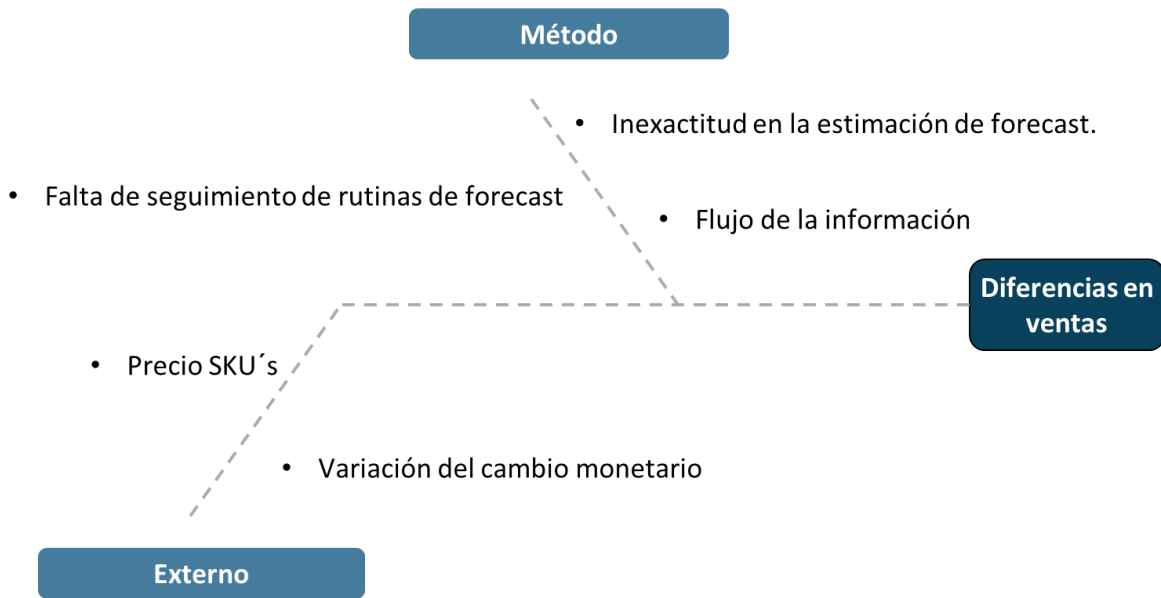 Método
• Inexactitud en la estimación de forecast.
• Falta de seguimiento de rutinas de forecast
• Flujo de la información
Diferencias en
ventas
• Precio SKU´s
• Variación del cambio monetario
Externo